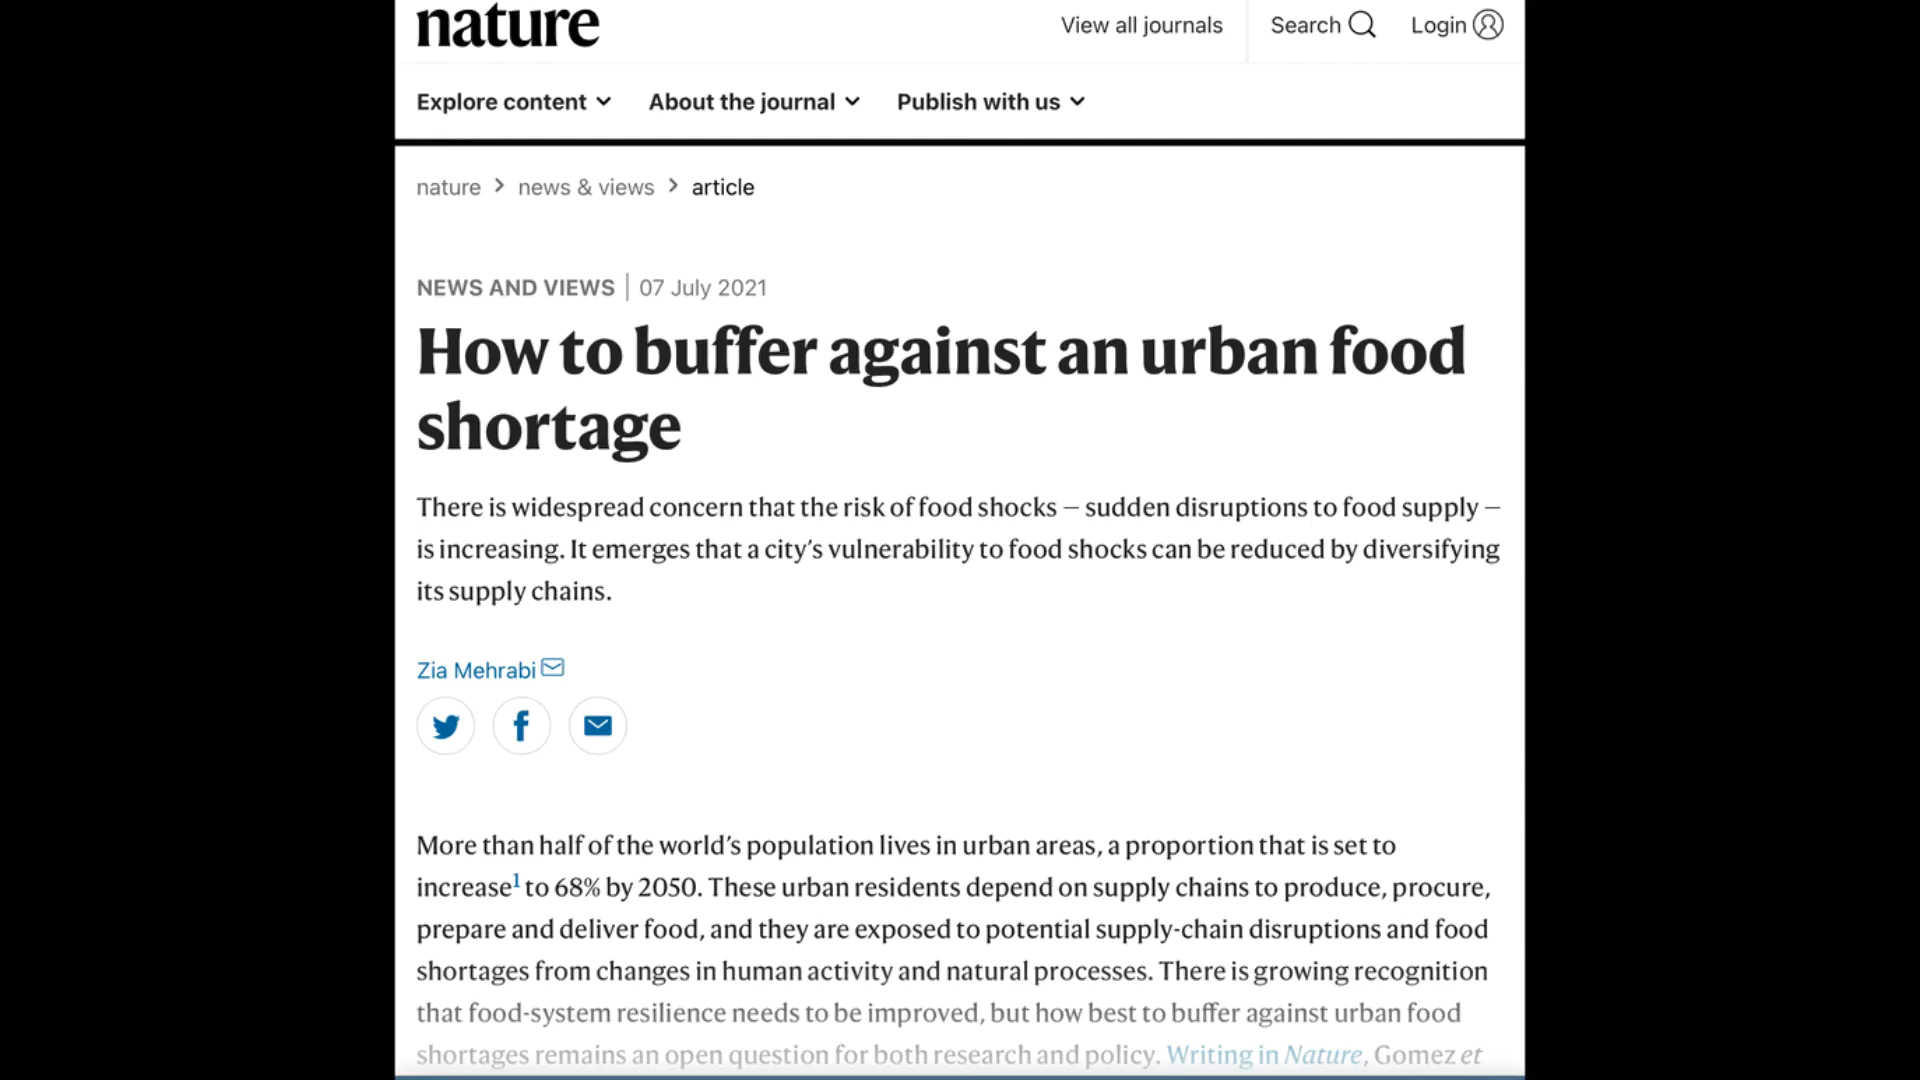 nature
View all journals
Search
Login
Explore content
About the journal
Publish with us
nature > news & views > article
NEWS AND VIEWS | 07 July 2021
How to buffer against an urban food
shortage
There is widespread concern that the risk of food shocks — sudden disruptions to food supply —
is increasing. It emerges that a city’s vulnerability to food shocks can be reduced by diversifying
its supply chains.
Zia Mehrabi
More than half of the world’s population lives in urban areas, a proportion that is set to
increase1 to 68% by 2050. These urban residents depend on supply chains to produce, procure,
prepare and deliver food, and they are exposed to potential supply-chain disruptions and food
shortages from changes in human activity and natural processes. There is growing recognition
that food-system resilience needs to be improved, but how best to buffer against urban food
shortages remains an open question for both research and policy. Writing in Nature, Gomez et